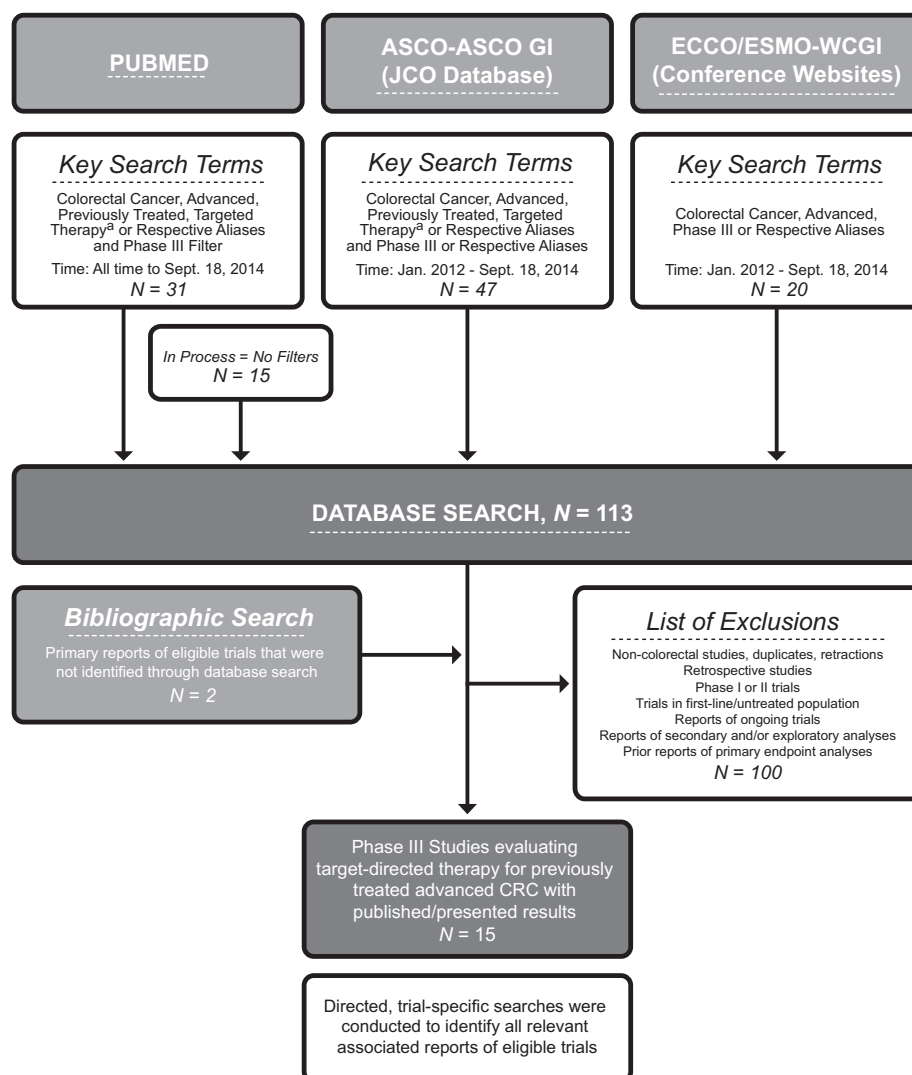 PUBMED
ASCO-ASCO GI
(JCO Database)
ECCO/ESMO-WCGI
(Conference Websites)
Key Search Terms
Colorectal Cancer, Advanced,
Previously Treated, Targeted
Therapyª or Respective Aliases
and Phase III Filter
Time: All time to Sept. 18, 2014
N = 31
Key Search Terms
Colorectal Cancer, Advanced,
Previously Treated, Targeted
Therapyª or Respective Aliases
and Phase III or Respective Aliases
Time: Jan. 2012 - Sept. 18, 2014
N = 47
Key Search Terms
Colorectal Cancer, Advanced,
Phase III or Respective Aliases
Time: Jan. 2012 - Sept. 18, 2014
N = 20
In Process = No Filters
N = 15
DATABASE SEARCH, N = 113
Bibliographic Search
Primary reports of eligible trials that were
not identified through database search
N = 2
List of Exclusions
Non-colorectal studies, duplicates, retractions
Retrospective studies
Phase I or II trials
Trials in first-line/untreated population
Reports of ongoing trials
Reports of secondary and/or exploratory analyses
Prior reports of primary endpoint analyses
N = 100
Phase III Studies evaluating
target-directed therapy for previously
treated advanced CRC with
published/presented results
N = 15
Directed, trial-specific searches were
conducted to identify all relevant
associated reports of eligible trials